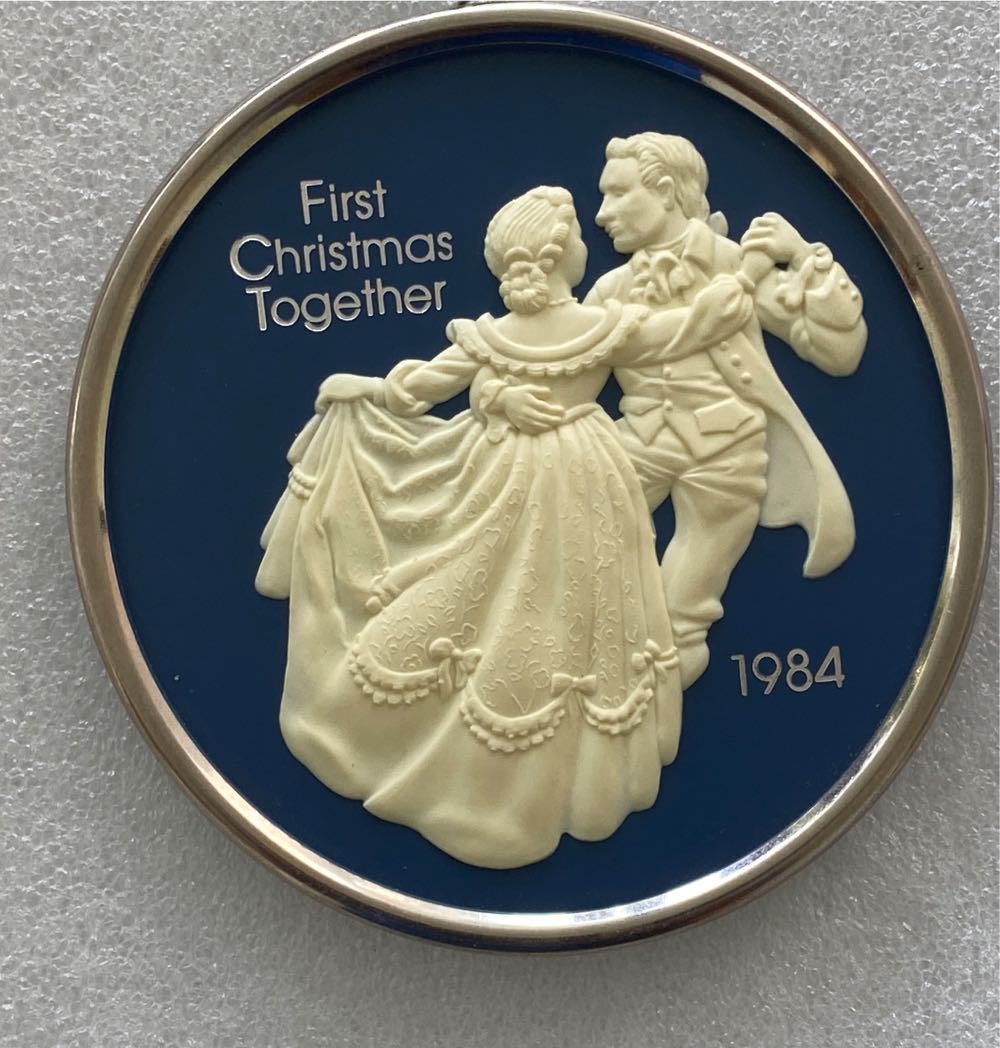 First
Christmas
Together
1984